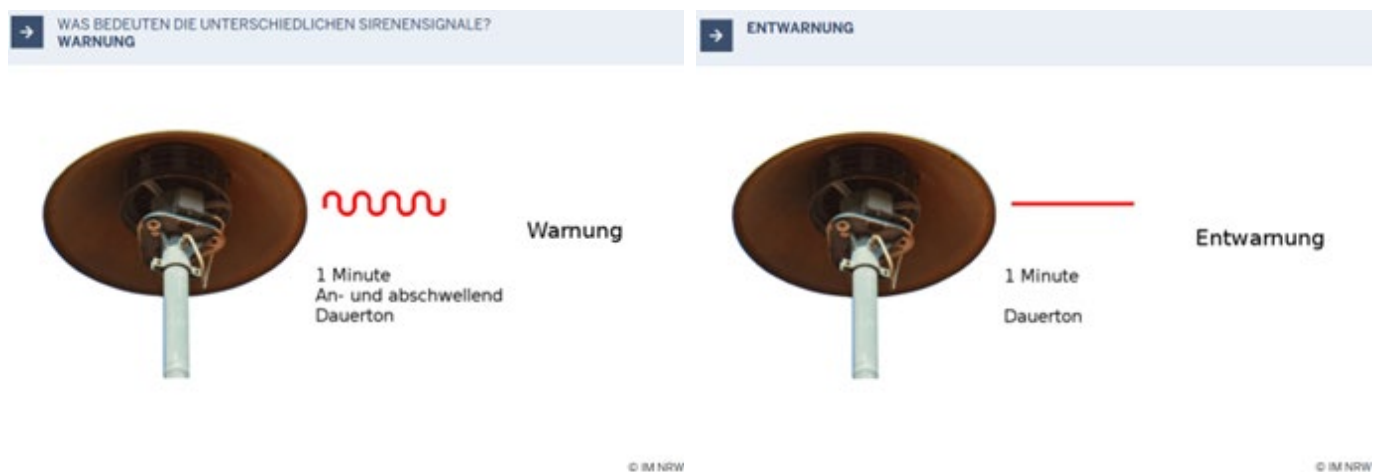 WAS BEDEUTEN DIE UNTERSCHIEDLICHEN SIRENENSIGNALE?
WARNUNG
Warnung
1 Minute
An- und abschwellend
Dauerton
© IM NRW
ENTWARNUNG
Entwarnung
1 Minute
Dauerton
© IM NRW